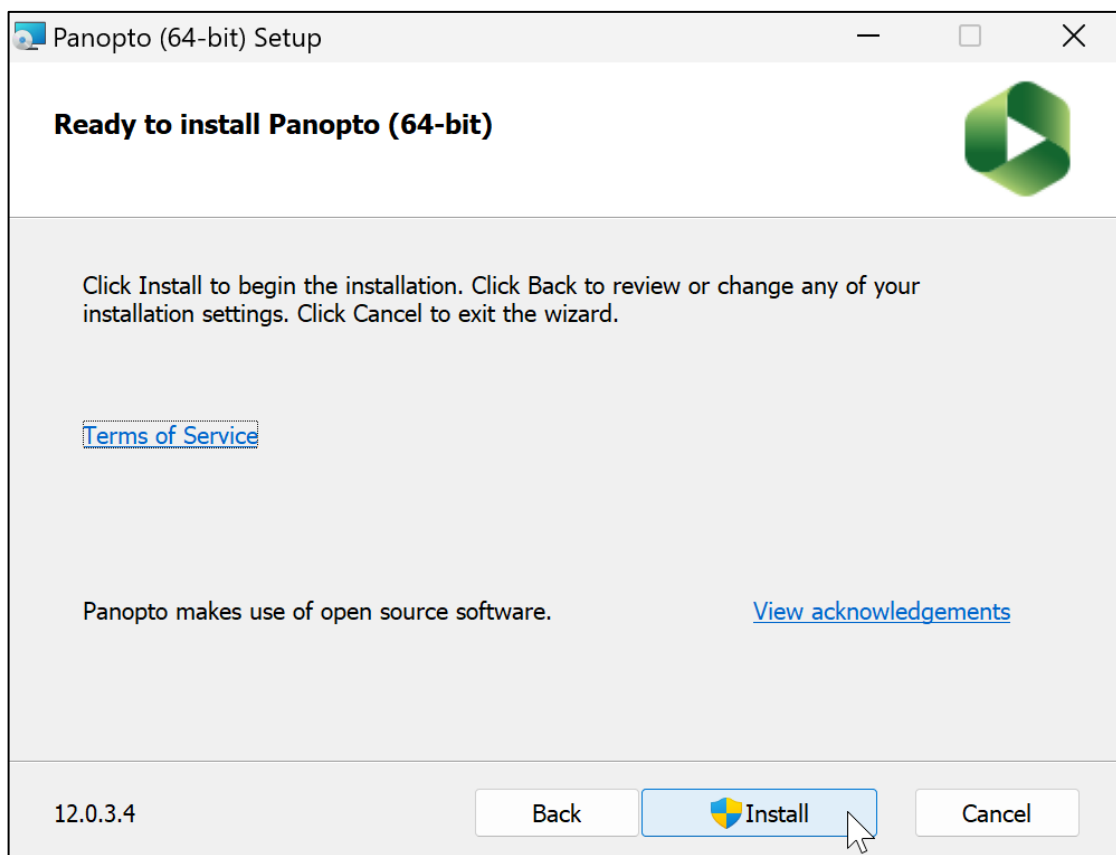 Panopto (64-bit) Setup
Ready to install Panopto (64-bit)
Click Install to begin the installation. Click Back to review or change any of your
installation settings. Click Cancel to exit the wizard.
Terms of Service
Panopto makes use of open source software. View acknowledgements
12.0.3.4 Back Install Cancel